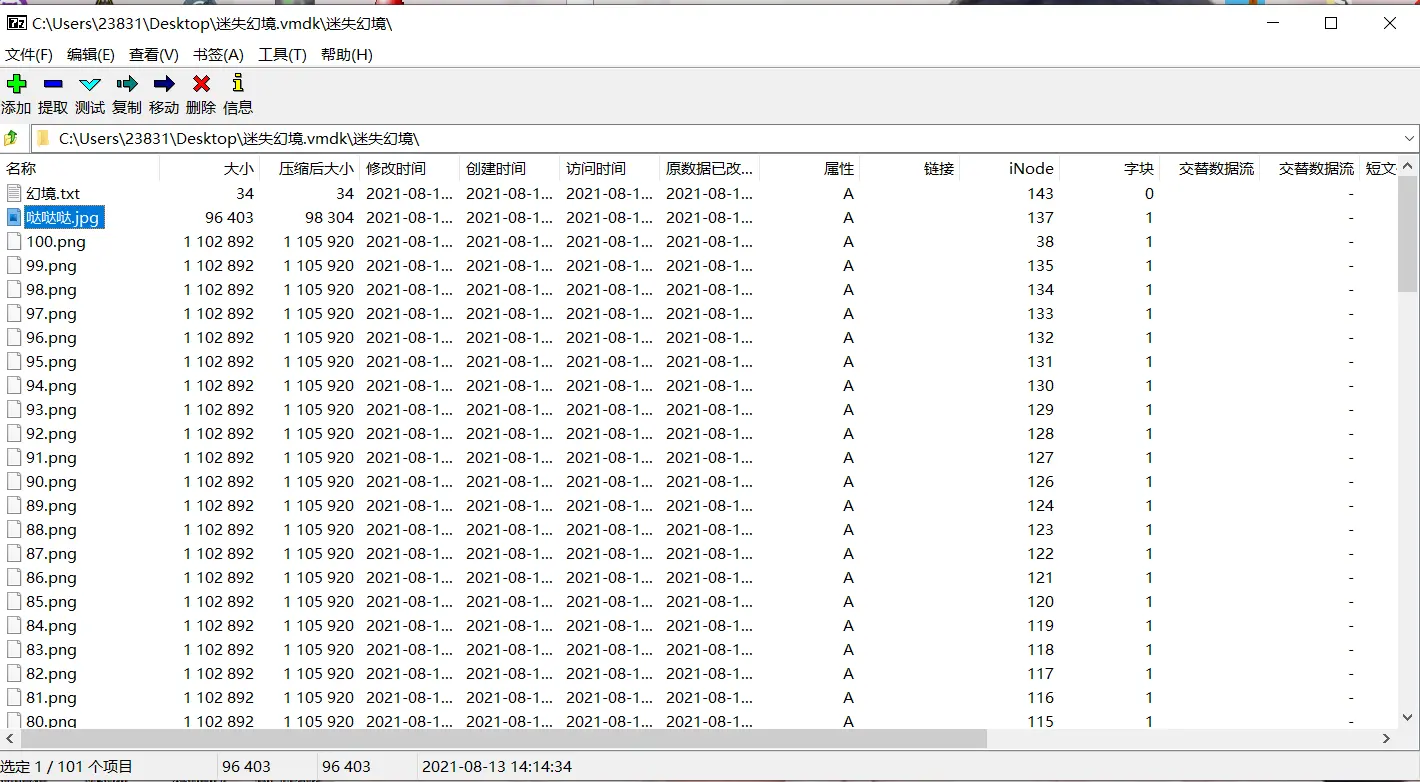 C:\Users\23831\Desktop\迷失幻境.vmdk\迷失幻境\
文件(F) 编辑(E) 查看(V) 书签(A) 工具(T) 帮助(H)
添加 提取 测试 复制 移动 删除 信息
C:\Users\23831\Desktop\迷失幻境.vmdk\迷失幻境\
名称 大小 压缩后大小 修改时间 创建时间 访问时间 原数据已改... 属性 链接 iNode 字块 交替数据流 交替数据流 短文
幻境.txt 34 34 2021-08-1... 2021-08-1... 2021-08-1... 2021-08-1... A 143 0 -
哒哒哒.jpg 96 403 98 304 2021-08-1... 2021-08-1... 2021-08-1... 2021-08-1... A 137 1 -
100.png 1 102 892 1 105 920 2021-08-1... 2021-08-1... 2021-08-1... 2021-08-1... A 38 1 -
99.png 1 102 892 1 105 920 2021-08-1... 2021-08-1... 2021-08-1... 2021-08-1... A 135 1 -
98.png 1 102 892 1 105 920 2021-08-1... 2021-08-1... 2021-08-1... 2021-08-1... A 134 1 -
97.png 1 102 892 1 105 920 2021-08-1... 2021-08-1... 2021-08-1... 2021-08-1... A 133 1 -
96.png 1 102 892 1 105 920 2021-08-1... 2021-08-1... 2021-08-1... 2021-08-1... A 132 1 -
95.png 1 102 892 1 105 920 2021-08-1... 2021-08-1... 2021-08-1... 2021-08-1... A 131 1 -
94.png 1 102 892 1 105 920 2021-08-1... 2021-08-1... 2021-08-1... 2021-08-1... A 130 1 -
93.png 1 102 892 1 105 920 2021-08-1... 2021-08-1... 2021-08-1... 2021-08-1... A 129 1 -
92.png 1 102 892 1 105 920 2021-08-1... 2021-08-1... 2021-08-1... 2021-08-1... A 128 1 -
91.png 1 102 892 1 105 920 2021-08-1... 2021-08-1... 2021-08-1... 2021-08-1... A 127 1 -
90.png 1 102 892 1 105 920 2021-08-1... 2021-08-1... 2021-08-1... 2021-08-1... A 126 1 -
89.png 1 102 892 1 105 920 2021-08-1... 2021-08-1... 2021-08-1... 2021-08-1... A 124 1 -
88.png 1 102 892 1 105 920 2021-08-1... 2021-08-1... 2021-08-1... 2021-08-1... A 123 1 -
87.png 1 102 892 1 105 920 2021-08-1... 2021-08-1... 2021-08-1... 2021-08-1... A 122 1 -
86.png 1 102 892 1 105 920 2021-08-1... 2021-08-1... 2021-08-1... 2021-08-1... A 121 1 -
85.png 1 102 892 1 105 920 2021-08-1... 2021-08-1... 2021-08-1... 2021-08-1... A 120 1 -
84.png 1 102 892 1 105 920 2021-08-1... 2021-08-1... 2021-08-1... 2021-08-1... A 119 1 -
83.png 1 102 892 1 105 920 2021-08-1... 2021-08-1... 2021-08-1... 2021-08-1... A 118 1 -
82.png 1 102 892 1 105 920 2021-08-1... 2021-08-1... 2021-08-1... 2021-08-1... A 117 1 -
81.png 1 102 892 1 105 920 2021-08-1... 2021-08-1... 2021-08-1... 2021-08-1... A 116 1 -
80.png 1 102 892 1 105 920 2021-08-1... 2021-08-1... 2021-08-1... 2021-08-1... A 115 1 -
选定 1 / 101 个项目 96 403 96 403 2021-08-13 14:14:34